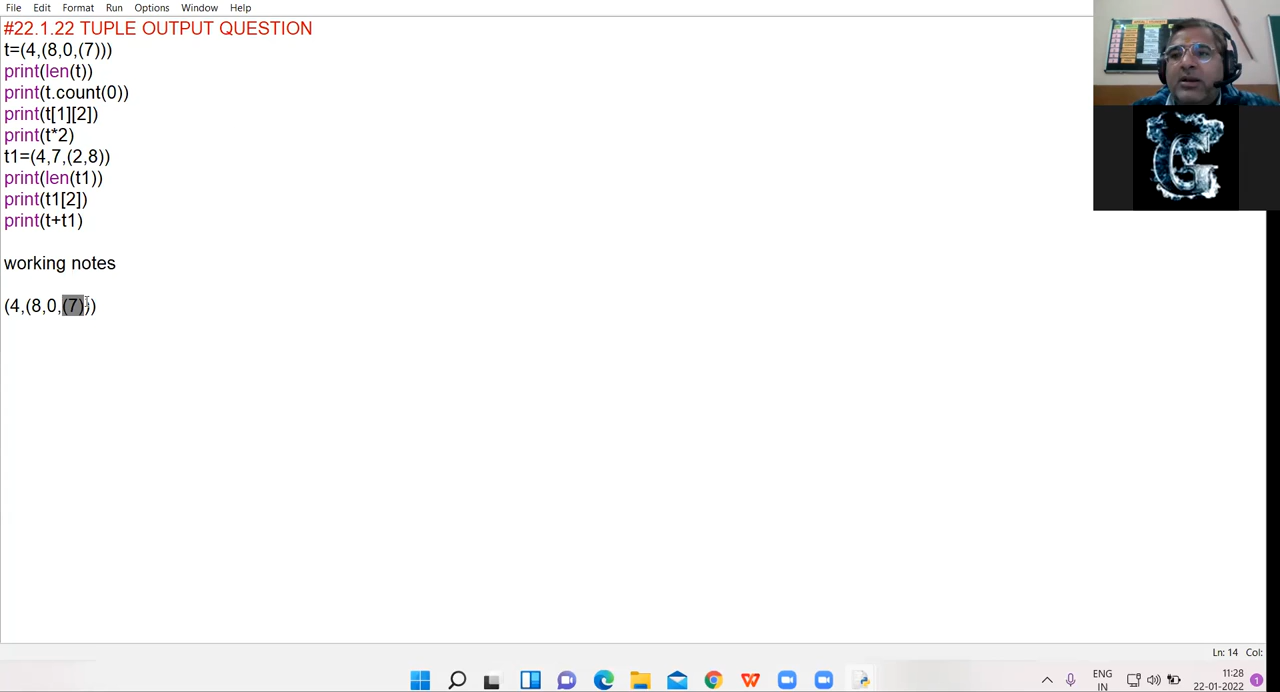 File Edit Format Run Options Window Help
#22.1.22 TUPLE OUTPUT QUESTION
t=(4,(8,0,(7)))
print(len(t))
print(t.count(0))
print(t[1][2])
print(t*2)
t1=(4,7,(2,8))
print(len(t1))
print(t1[2])
print(t+t1)
working notes
(4,(8,0,(7)))
G
Ln: 14 Col:
ENG
IN
11:28
22-01-2022
1